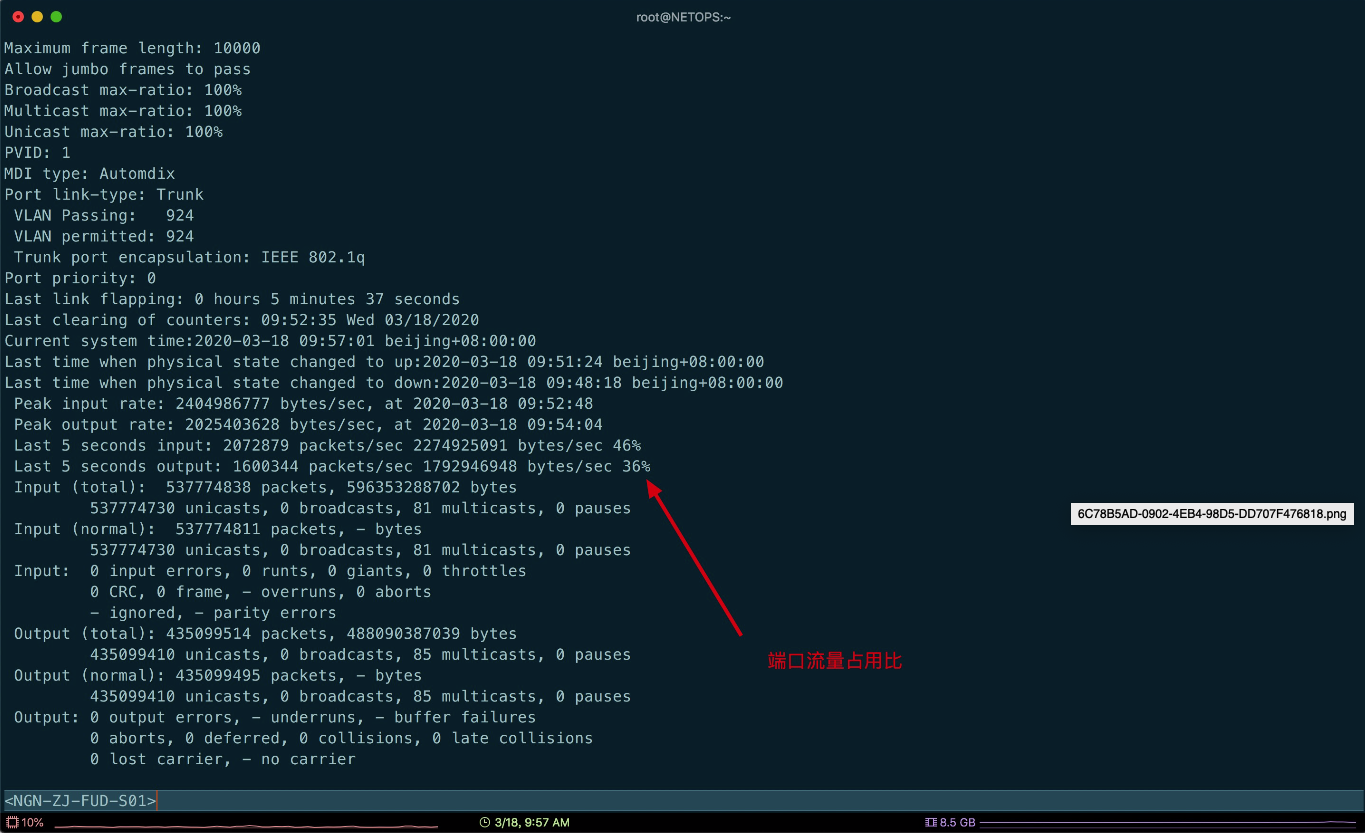 root@NETOPS:~
Maximum frame length: 10000
Allow jumbo frames to pass
Broadcast max-ratio: 100%
Multicast max-ratio: 100%
Unicast max-ratio: 100%
PVID: 1
MDI type: Automdix
Port link-type: Trunk
 VLAN Passing:   924
 VLAN permitted: 924
 Trunk port encapsulation: IEEE 802.1q
Port priority: 0
Last link flapping: 0 hours 5 minutes 37 seconds
Last clearing of counters: 09:52:35 Wed 03/18/2020
Current system time:2020-03-18 09:57:01 beijing+08:00:00
Last time when physical state changed to up:2020-03-18 09:51:24 beijing+08:00:00
Last time when physical state changed to down:2020-03-18 09:48:18 beijing+08:00:00
 Peak input rate: 2404986777 bytes/sec, at 2020-03-18 09:52:48
 Peak output rate: 2025403628 bytes/sec, at 2020-03-18 09:54:04
 Last 5 seconds input: 2072879 packets/sec 2274925091 bytes/sec 46%
 Last 5 seconds output: 1600344 packets/sec 1792946948 bytes/sec 36%
 Input (total):  537774838 packets, 596353288702 bytes
         537774730 unicasts, 0 broadcasts, 81 multicasts, 0 pauses
6C78B5AD-0902-4EB4-98D5-DD707F476818.png
 Input (normal):  537774811 packets, - bytes
         537774730 unicasts, 0 broadcasts, 81 multicasts, 0 pauses
 Input:  0 input errors, 0 runts, 0 giants, 0 throttles
         0 CRC, 0 frame, - overruns, 0 aborts
         - ignored, - parity errors
 Output (total): 435099514 packets, 488090387039 bytes
         435099410 unicasts, 0 broadcasts, 85 multicasts, 0 pauses
端口流量占用比
 Output (normal): 435099495 packets, - bytes
         435099410 unicasts, 0 broadcasts, 85 multicasts, 0 pauses
 Output: 0 output errors, - underruns, - buffer failures
         0 aborts, 0 deferred, 0 collisions, 0 late collisions
         0 lost carrier, - no carrier
<NGN-ZJ-FUD-S01>
10%
3/18, 9:57 AM
8.5 GB